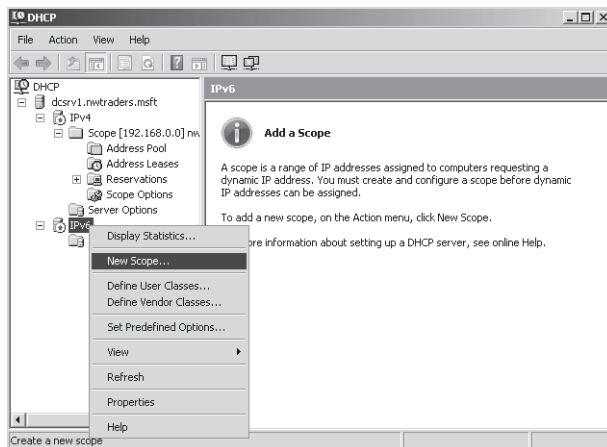 DHCP
File Action View Help
DHCP
dcsrv1.nwtraders.msft
IPv4
Scope [192.168.0.0] nw
Address Pool
Address Leases
Reservations
Scope Options
Server Options
IPv6
Display Statistics...
New Scope...
Define User Classes...
Define Vendor Classes...
Set Predefined Options...
View
Refresh
Properties
Help
IPv6
Add a Scope
A scope is a range of IP addresses assigned to computers requesting a
dynamic IP address. You must create and configure a scope before dynamic
IP addresses can be assigned.
To add a new scope, on the Action menu, click New Scope.
ore information about setting up a DHCP server, see online Help.
Create a new scope